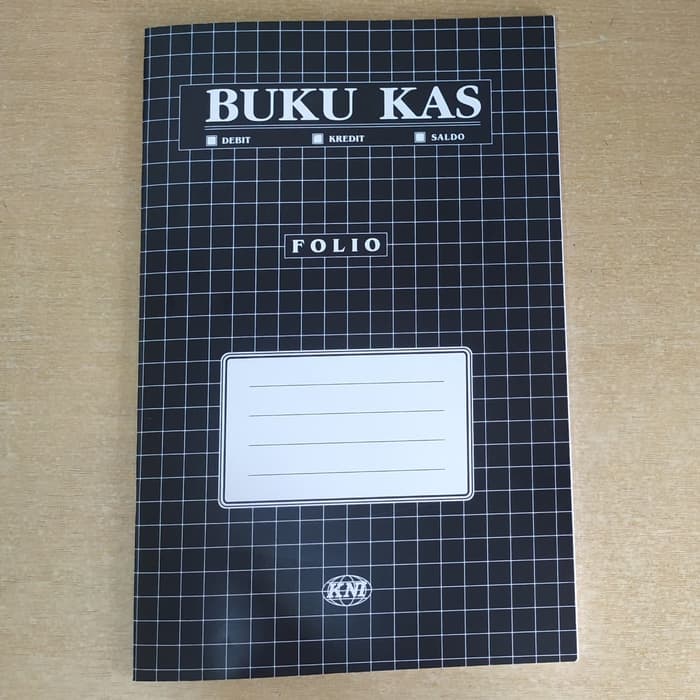 BUKU KAS
DEBIT KREDIT SALDO
FOLIO
KNI